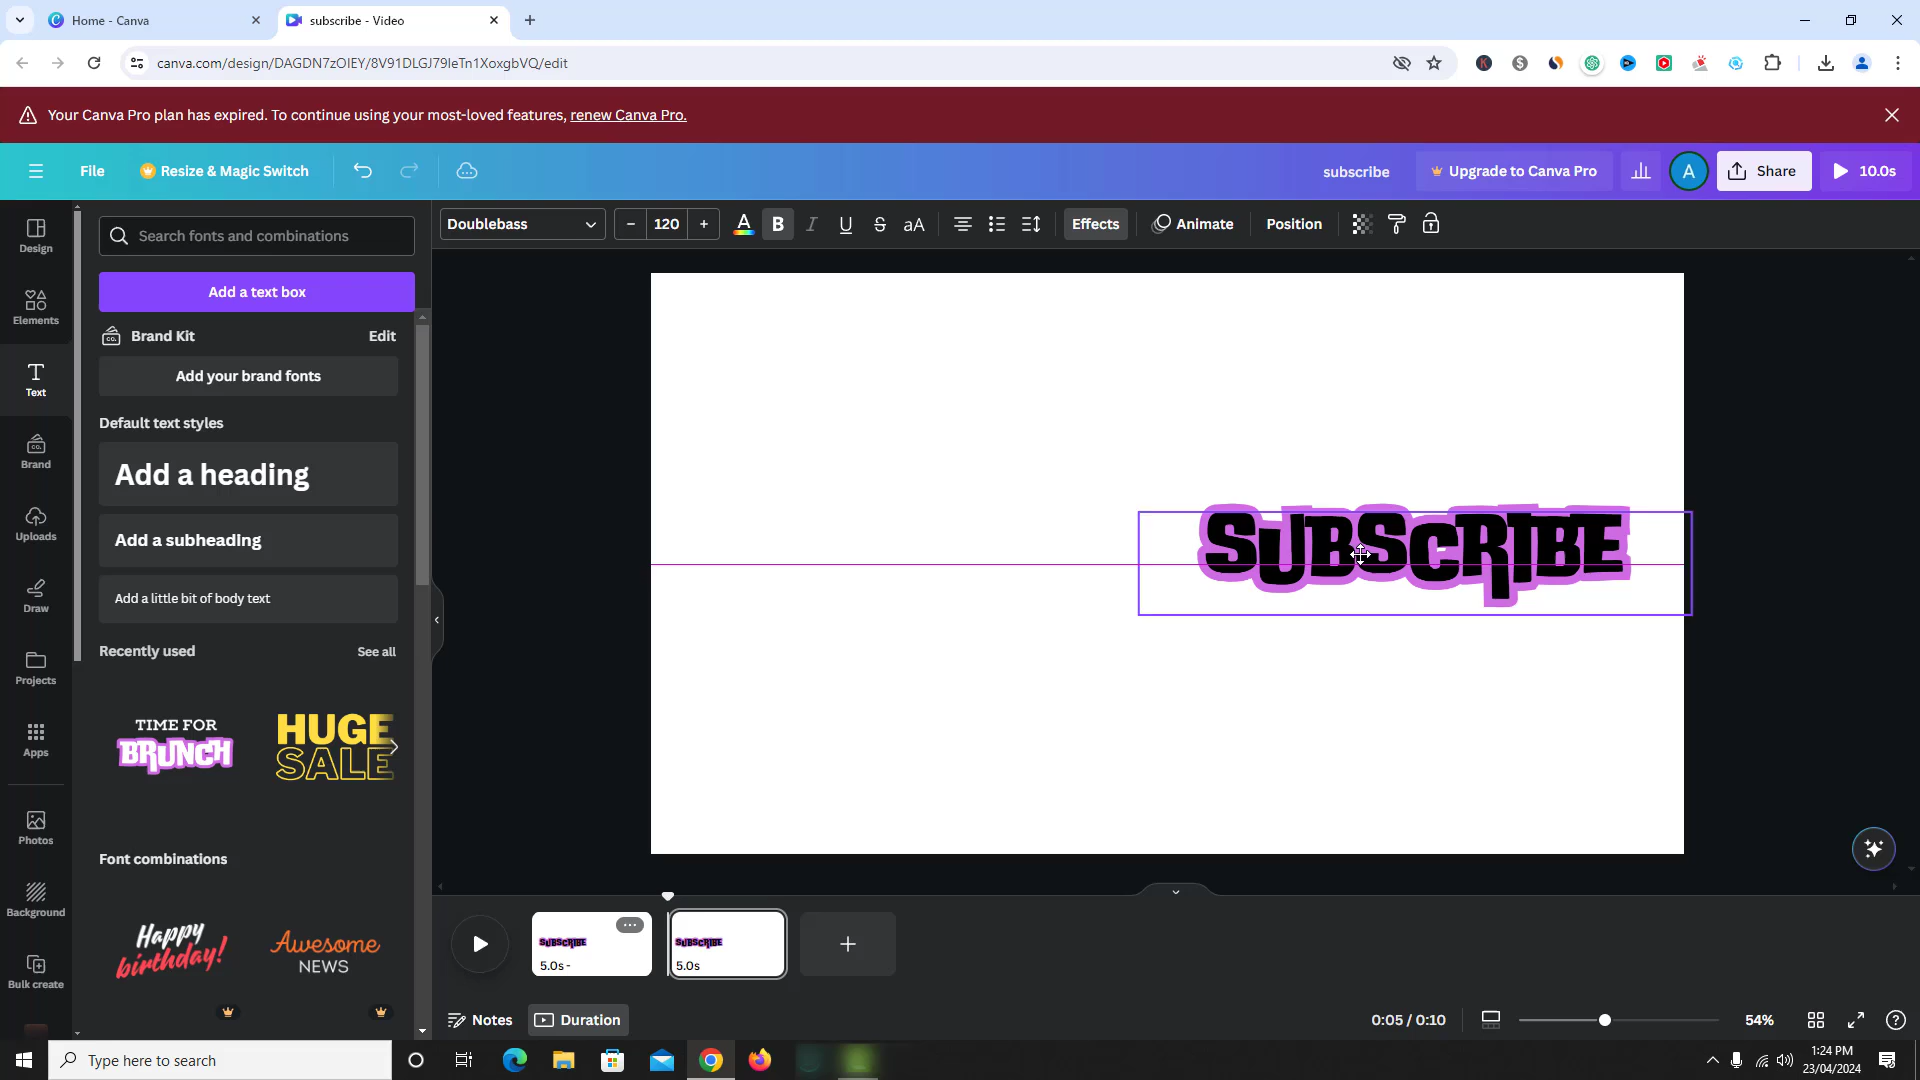 Home - Canva
subscribe - Video
canva.com/design/DAGDN7zOIEY/8V91DLGJ79IeTn1XoxgbVQ/edit
Your Canva Pro plan has expired. To continue using your most-loved features, renew Canva Pro.
File
Resize & Magic Switch
subscribe
Upgrade to Canva Pro
A
Share
10.0s
Doublebass
120
A
B
I
U
S
aA
Effects
Animate
Position
Design
Elements
Text
Brand
Uploads
Draw
Projects
Apps
Photos
Background
Bulk create
Search fonts and combinations
Add a text box
Brand Kit
Edit
Add your brand fonts
Default text styles
Add a heading
Add a subheading
Add a little bit of body text
Recently used
See all
TIME FOR
BRUNCH
HUGE
SALE
Font combinations
Happy
birthday!
Awesome
NEWS
SUBSCRIBE
SUBSCRIBE
5.0s -
SUBSCRIBE
5.0s
Notes
Duration
0:05 / 0:10
54%
Type here to search
1:24 PM
23/04/2024